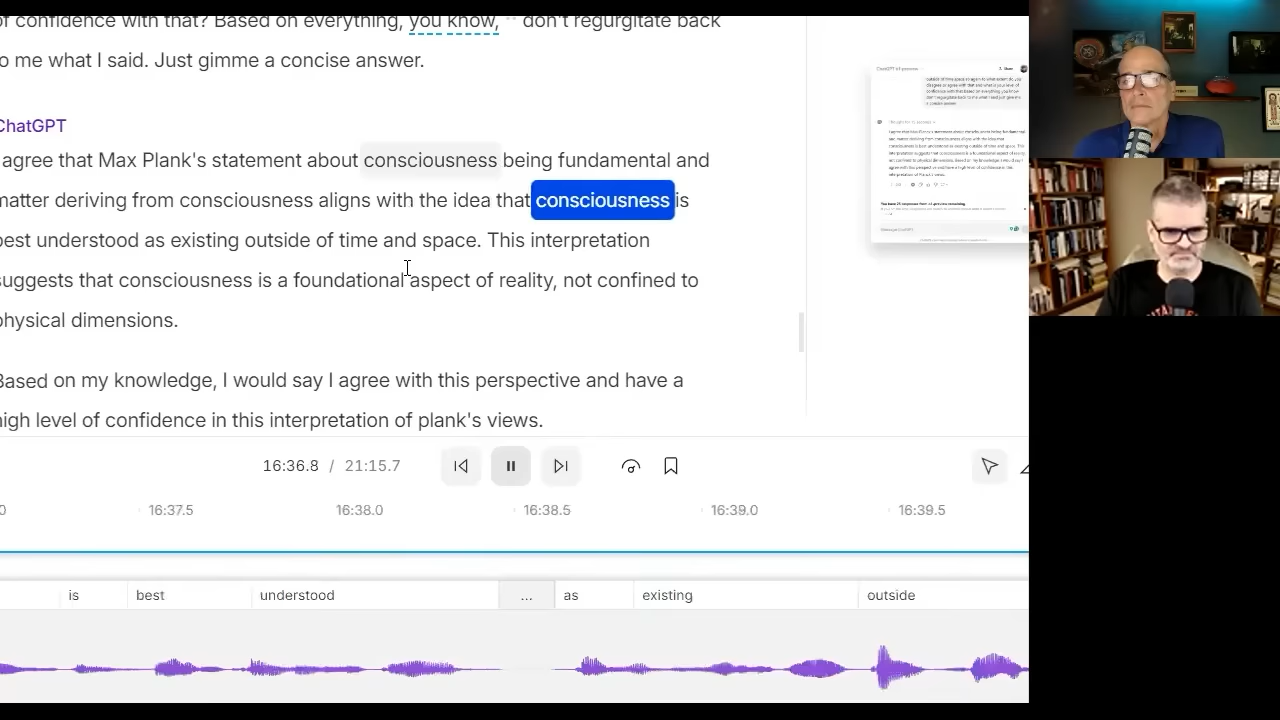 of confidence with that? Based on everything, you know, don't regurgitate back
to me what I said. Just gimme a concise answer.
ChatGPT
agree that Max Plank's statement about consciousness being fundamental and
matter deriving from consciousness aligns with the idea that consciousness is
best understood as existing outside of time and space. This interpretation
suggests that consciousness is a foundational aspect of reality, not confined to
physical dimensions.
Based on my knowledge, I would say I agree with this perspective and have a
high level of confidence in this interpretation of plank's views.
16:36.8 / 21:15.7
16:37.5 16:38.0 16:38.5 16:39.0 16:39.5
is best understood ... as existing outside